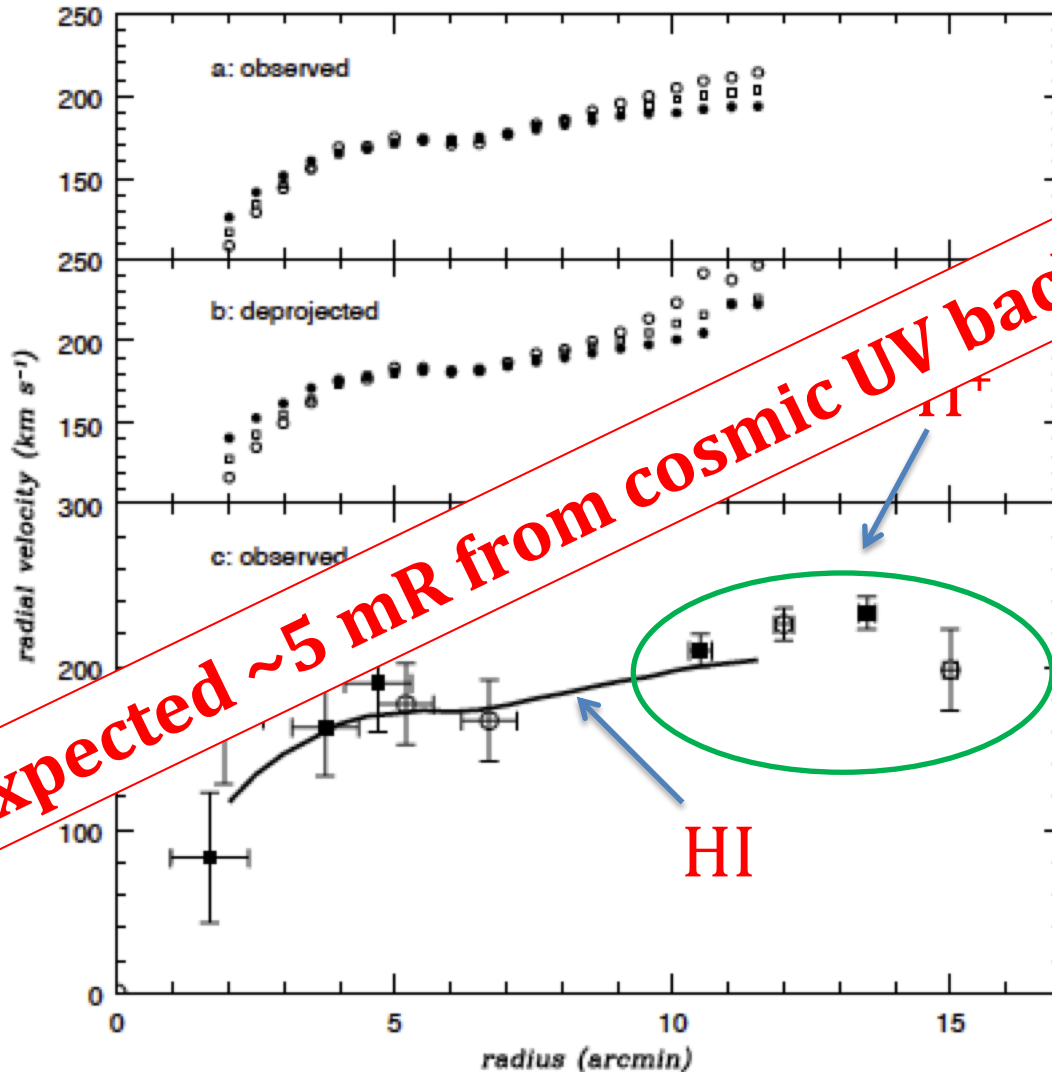 250
a: observed
200
150
250
b: deprojected
200
150
300
c: observed
200
100
0
0
5
10
15
radius (arcmin)
radial velocity (km s⁻¹)
expected ~5 mR from cosmic UV
HI